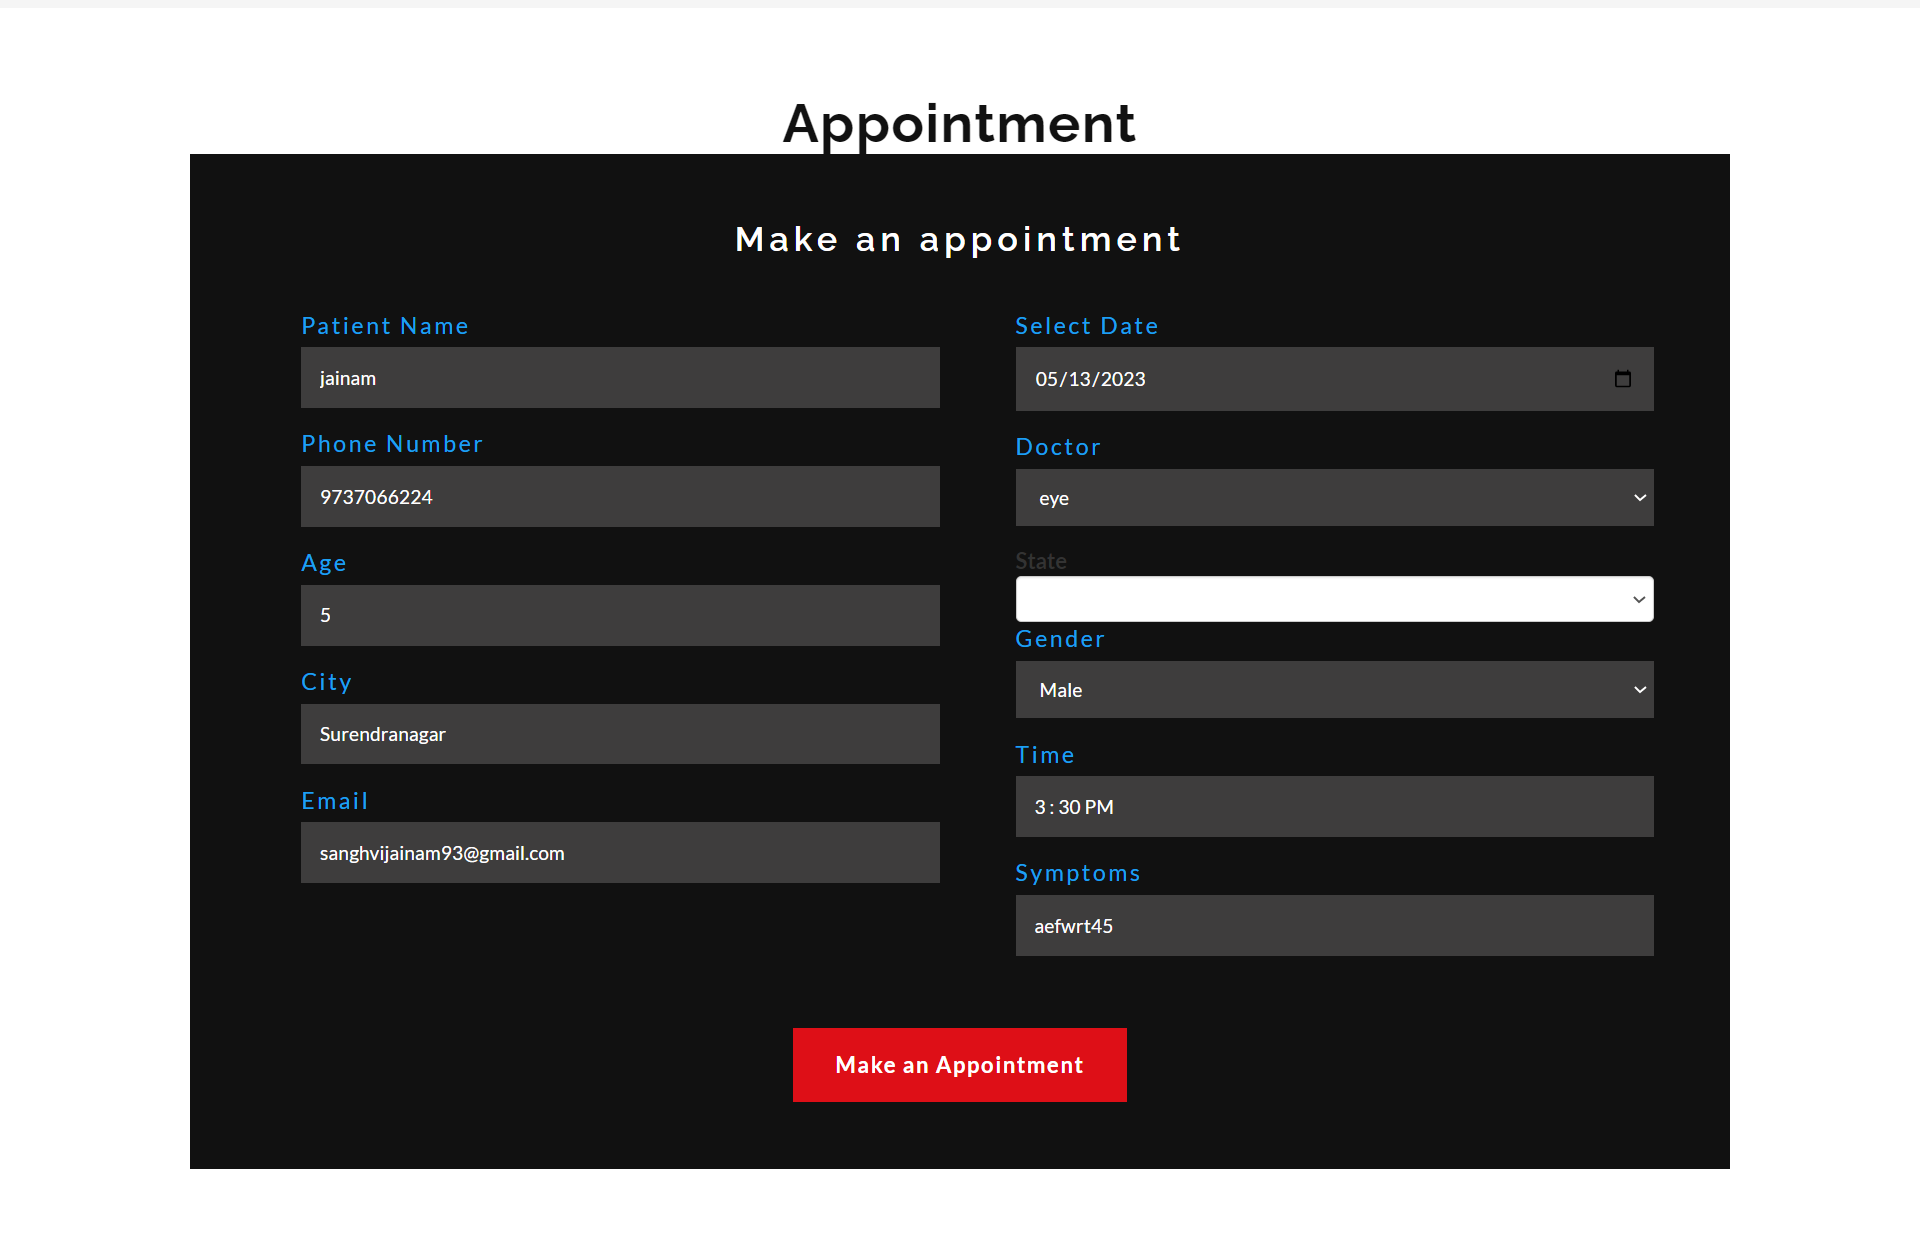 Appointment
Make an appointment
Patient Name
jainam
Phone Number
9737066224
Age
5
City
Surendranagar
Email
sanghvijainam93@gmail.com
Select Date
05/13/2023
Doctor
eye
State
Gender
Male
Time
3 : 30 PM
Symptoms
aefwrt45
Make an Appointment